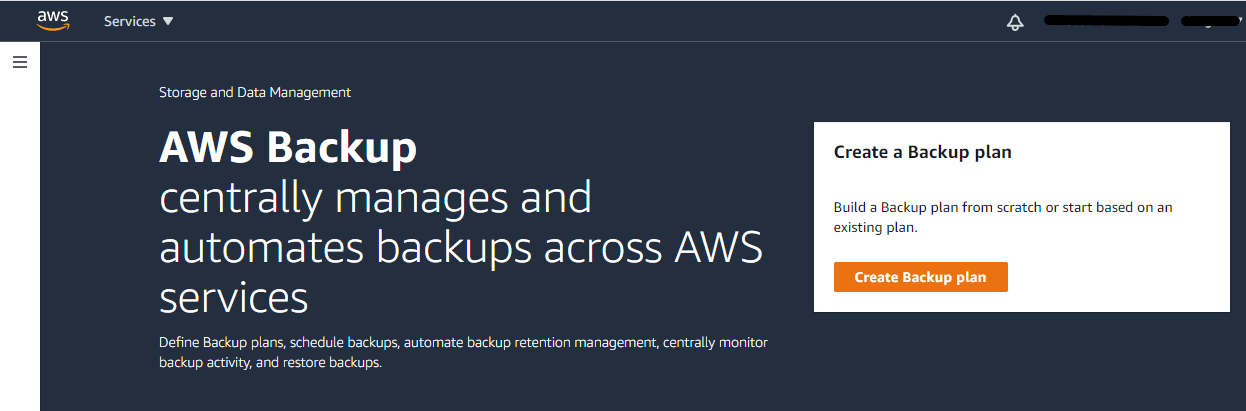 aws
Services
Storage and Data Management
AWS Backup
centrally manages and
automates backups across AWS
services
Define Backup plans, schedule backups, automate backup retention management, centrally monitor
backup activity, and restore backups.
Create a Backup plan
Build a Backup plan from scratch or start based on an
existing plan.
Create Backup plan